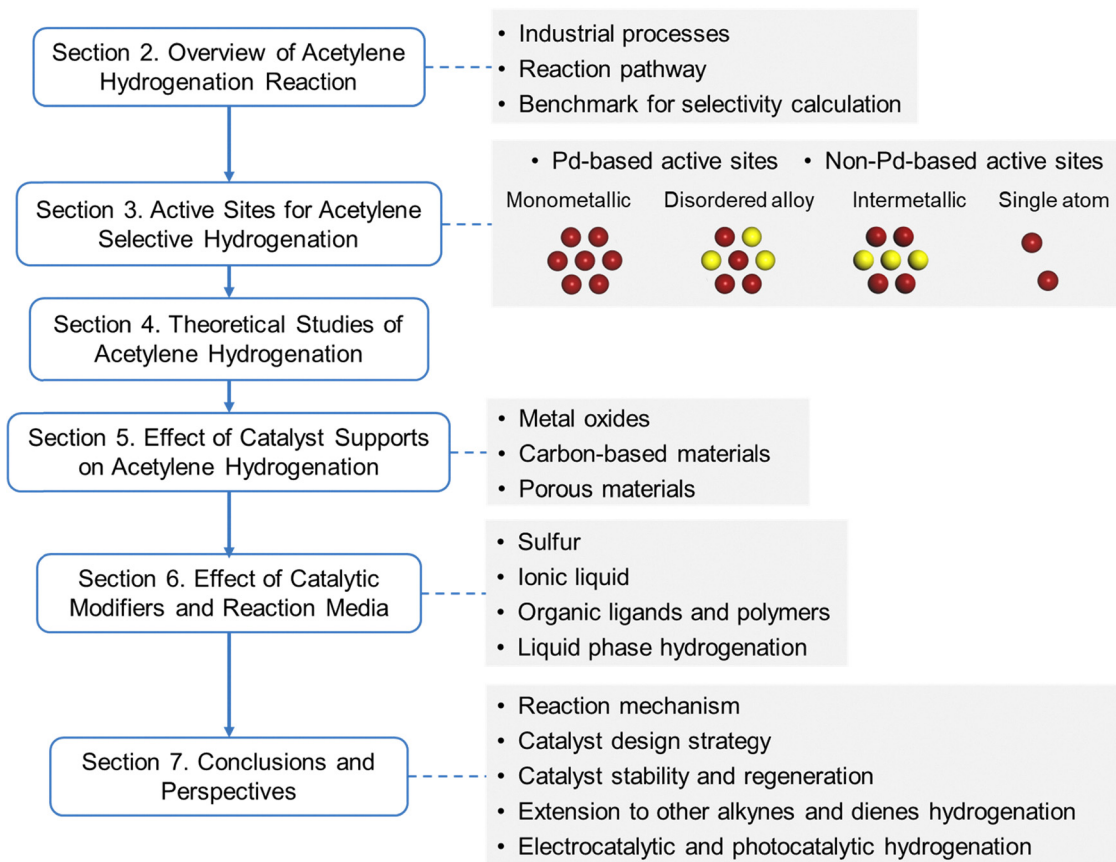 Section 2. Overview of Acetylene
Hydrogenation Reaction
• Industrial processes
• Reaction pathway
• Benchmark for selectivity calculation
Section 3. Active Sites for Acetylene
Selective Hydrogenation
• Pd-based active sites • Non-Pd-based active sites
Monometallic Disordered alloy Intermetallic Single atom
Section 4. Theoretical Studies of
Acetylene Hydrogenation
Section 5. Effect of Catalyst Supports
on Acetylene Hydrogenation
• Metal oxides
• Carbon-based materials
• Porous materials
Section 6. Effect of Catalytic
Modifiers and Reaction Media
• Sulfur
• Ionic liquid
• Organic ligands and polymers
• Liquid phase hydrogenation
Section 7. Conclusions and
Perspectives
• Reaction mechanism
• Catalyst design strategy
• Catalyst stability and regeneration
• Extension to other alkynes and dienes hydrogenation
• Electrocatalytic and photocatalytic hydrogenation